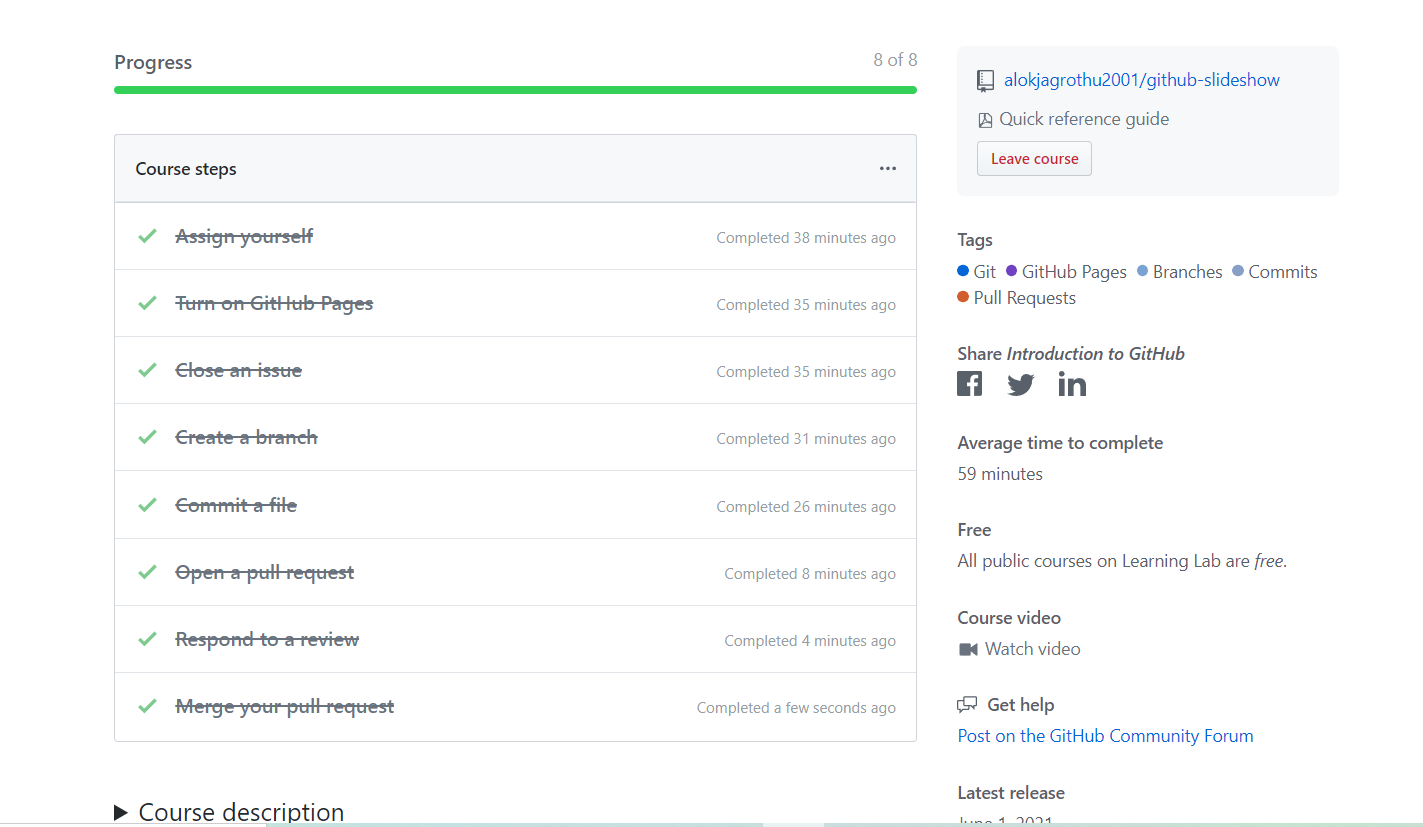 Progress
8 of 8
Course steps
Assign yourself
Completed 38 minutes ago
Turn on GitHub Pages
Completed 35 minutes ago
Close an issue
Completed 35 minutes ago
Create a branch
Completed 31 minutes ago
Commit a file
Completed 26 minutes ago
Open a pull request
Completed 8 minutes ago
Respond to a review
Completed 4 minutes ago
Merge your pull request
Completed a few seconds ago
Course description
alokjagrothu2001/github-slideshow
Quick reference guide
Leave course
Tags
Git GitHub Pages Branches Commits
Pull Requests
Share Introduction to GitHub
Average time to complete
59 minutes
Free
All public courses on Learning Lab are free.
Course video
Watch video
Get help
Post on the GitHub Community Forum
Latest release
June 1, 2021